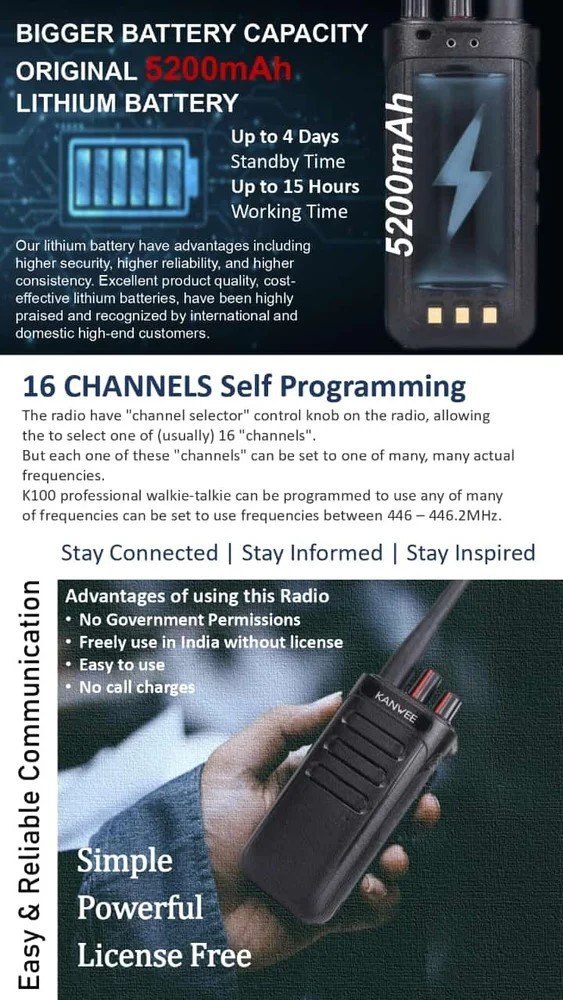 BIGGER BATTERY CAPACITY
ORIGINAL 5200mAh
LITHIUM BATTERY
Up to 4 Days
Standby Time
Up to 15 Hours
Working Time
5200mAh
Our lithium battery have advantages including
higher security, higher reliability, and higher
consistency. Excellent product quality, cost-
effective lithium batteries, have been highly
praised and recognized by international and
domestic high-end customers.
16 CHANNELS Self Programming
The radio have "channel selector" control knob on the radio, allowing
the to select one of (usually) 16 "channels".
But each one of these "channels" can be set to one of many, many actual
frequencies.
K100 professional walkie-talkie can be programmed to use any of many
of frequencies can be set to use frequencies between 446 – 446.2MHz.
Stay Connected | Stay Informed | Stay Inspired
Easy & Reliable Communication
Advantages of using this Radio
• No Government Permissions
• Freely use in India without license
• Easy to use
• No call charges
KANWEE
Simple
Powerful
License Free